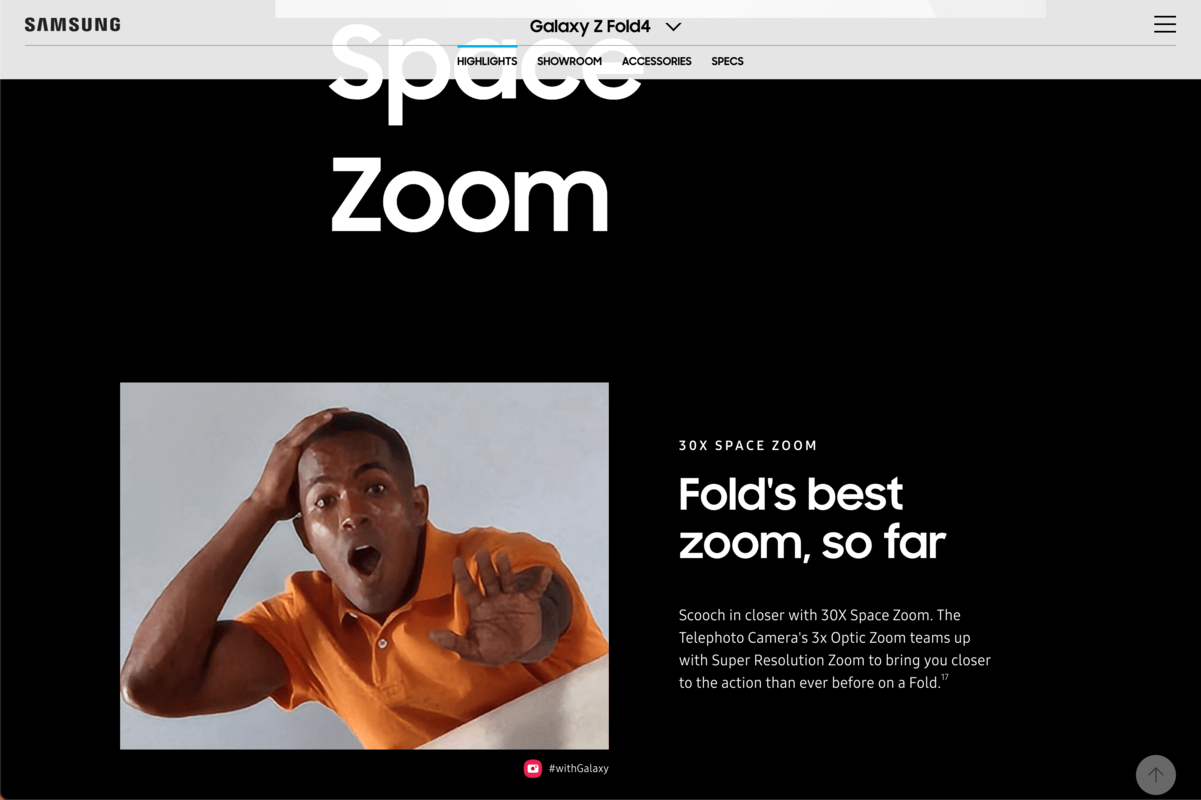 SAMSUNG
Galaxy Z Fold4
HIGHLIGHTS SHOWROOM ACCESSORIES SPECS
Space
Zoom
30X SPACE ZOOM
Fold's best
zoom, so far
Scooch in closer with 30X Space Zoom. The
Telephoto Camera's 3x Optic Zoom teams up
with Super Resolution Zoom to bring you closer
to the action than ever before on a Fold.17
#withGalaxy